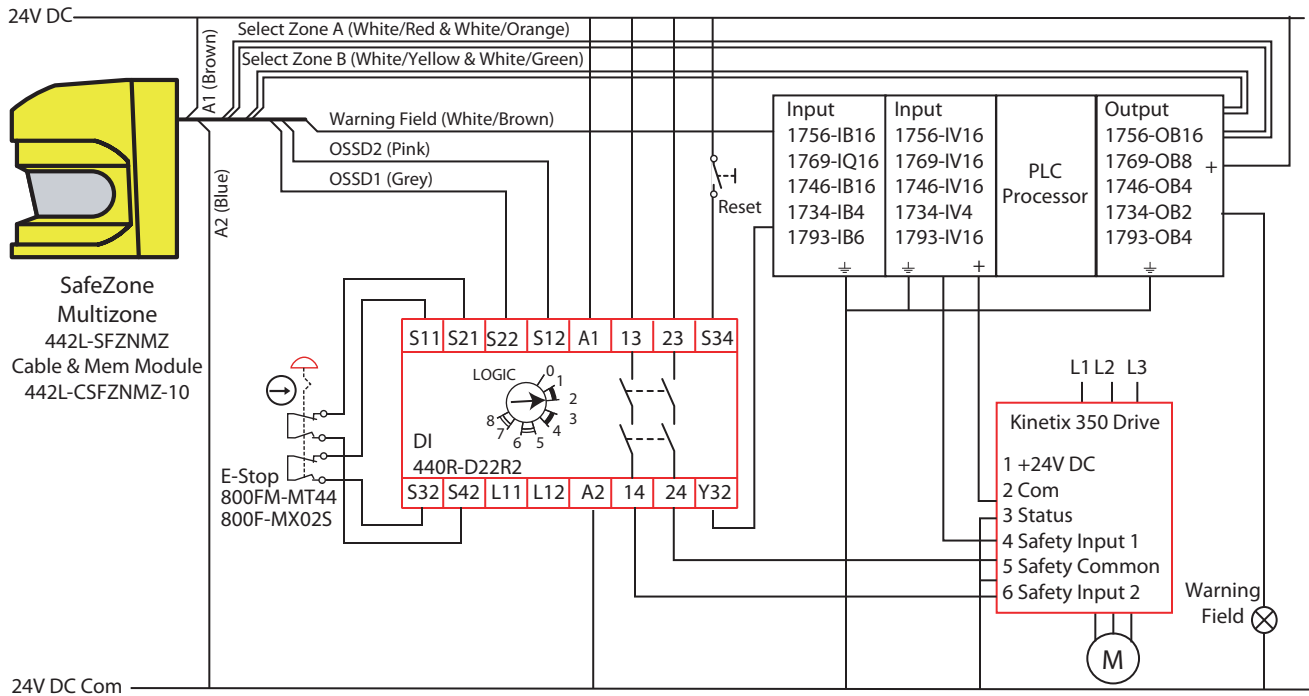 24V DC
A1 (Brown)
Select Zone A (White/Red & White/Orange)
Select Zone B (White/Yellow & White/Green)
Warning Field (White/Brown)
OSSD2 (Pink)
OSSD1 (Grey)
A2 (Blue)
SafeZone
Multizone
442L-SFZNMZ
Cable & Mem Module
442L-CSFZNMZ-10
Reset
Input
1756-IB16
1769-IQ16
1746-IB16
1734-IB4
1793-IB6
Input
1756-IV16
1769-IV16
1746-IV16
1734-IV4
1793-IV16
+
PLC
Processor
Output
1756-OB16
1769-OB8
1746-OB4
1734-OB2
1793-OB4
+
S11 S21 S22 S12 A1 13 23 S34
LOGIC
0
1
2
3
4
5
6
7
8
DI
440R-D22R2
S32 S42 L11 L12 A2 14 24 Y32
E-Stop
800FM-MT44
800F-MX02S
L1 L2 L3
Kinetix 350 Drive
1 +24V DC
2 Com
3 Status
4 Safety Input 1
5 Safety Common
6 Safety Input 2
M
Warning
Field
24V DC Com